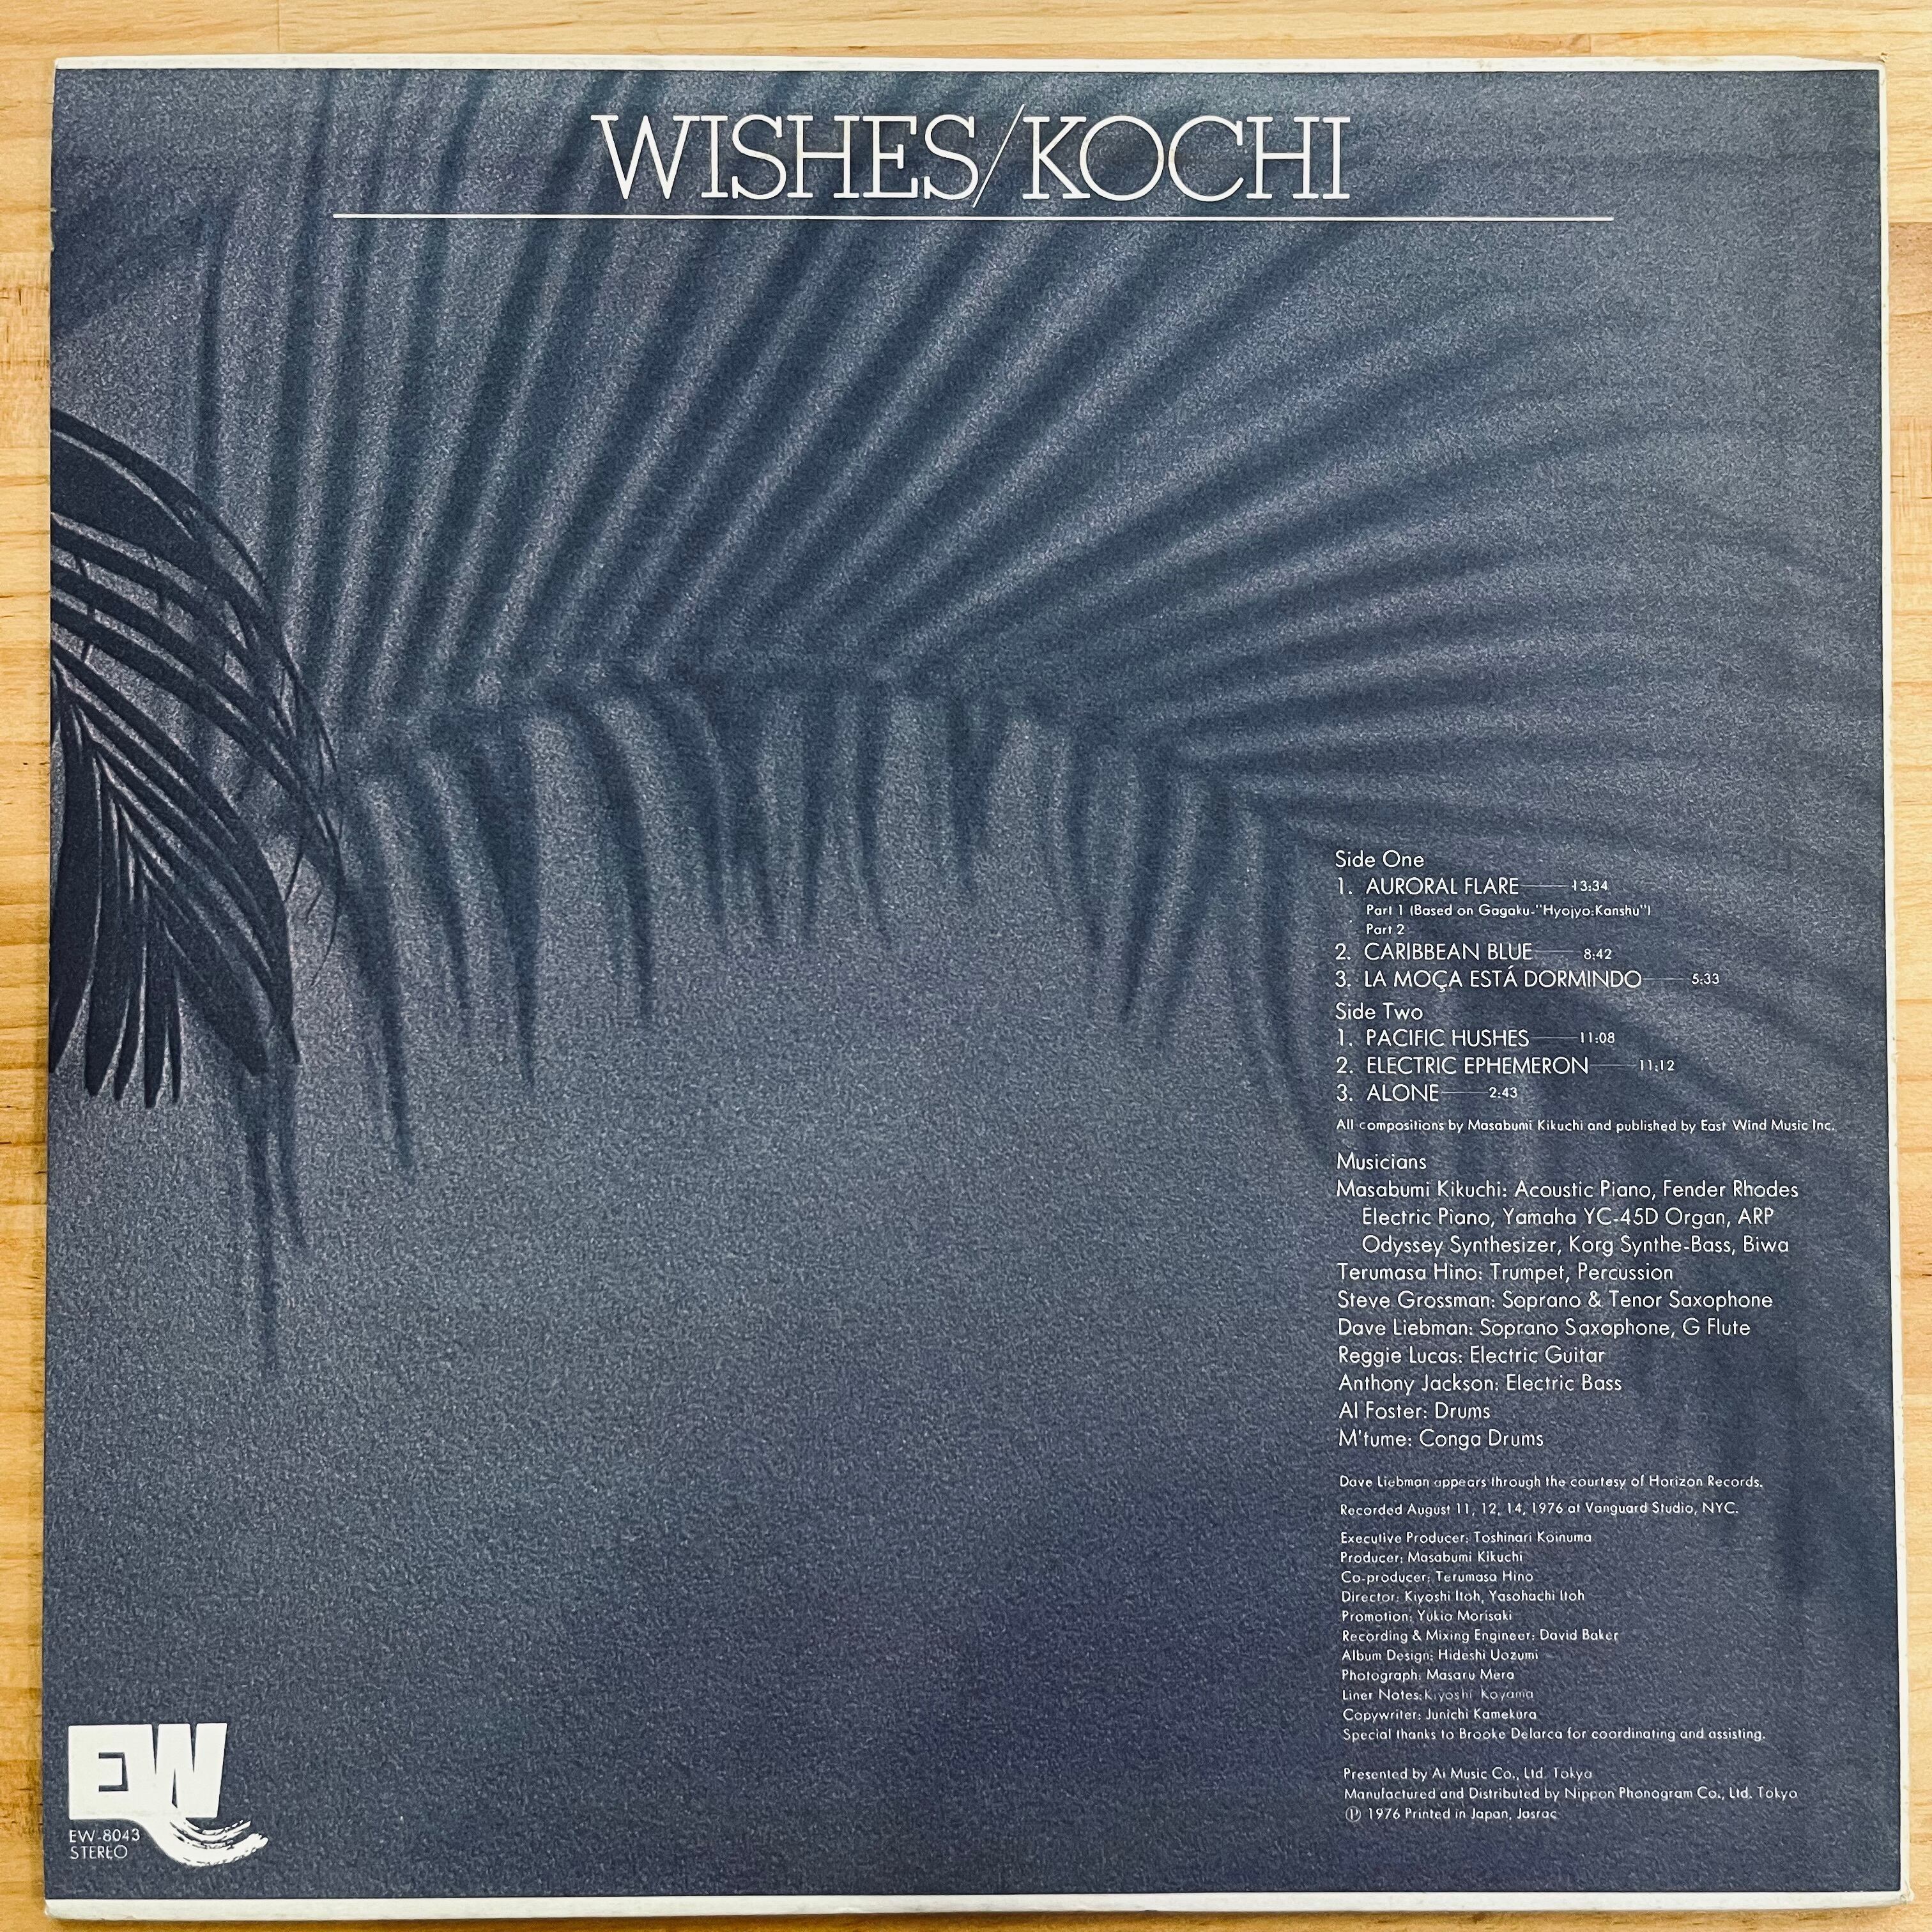 WISHES/KOCHI
Side One
1. AURORAL FLARE 13:34
Part 1 (Based on Gagaku-"Hyojyo:Kanshu")
Part 2
2. CARIBBEAN BLUE 8:42
3. LA MOÇA ESTÁ DORMINDO 5:33
Side Two
1. PACIFIC HUSHES 11:08
2. ELECTRIC EPHEMERON 11:12
3. ALONE 2:43
All compositions by Masabumi Kikuchi and published by East Wind Music Inc.
Musicians
Masabumi Kikuchi: Acoustic Piano, Fender Rhodes
Electric Piano, Yamaha YC-45D Organ, ARP
Odyssey Synthesizer, Korg Synthe-Bass, Biwa
Terumasa Hino: Trumpet, Percussion
Steve Grossman: Soprano & Tenor Saxophone
Dave Liebman: Soprano Saxophone, G Flute
Reggie Lucas: Electric Guitar
Anthony Jackson: Electric Bass
Al Foster: Drums
M'tume: Conga Drums
Dave Liebman appears through the courtesy of Horizon Records.
Recorded August 11, 12, 14, 1976 at Vanguard Studio, NYC.
Executive Producer: Toshinari Koinuma
Producer: Masabumi Kikuchi
Co-producer: Terumasa Hino
Director: Kiyoshi Itoh, Yasohachi Itoh
Promotion: Yukio Morisaki
Recording & Mixing Engineer: David Baker
Album Design: Hideshi Uozumi
Photograph: Masaru Mera
Liner Notes: Kiyoshi Koyama
Copywriter: Junichi Kamekura
Special thanks to Brooke Delarca for coordinating and assisting.
Presented by Ai Music Co., Ltd. Tokyo
Manufactured and Distributed by Nippon Phonogram Co., Ltd. Tokyo
℗ 1976 Printed in Japan, Jasrac
EW
EW-8043
STEREO